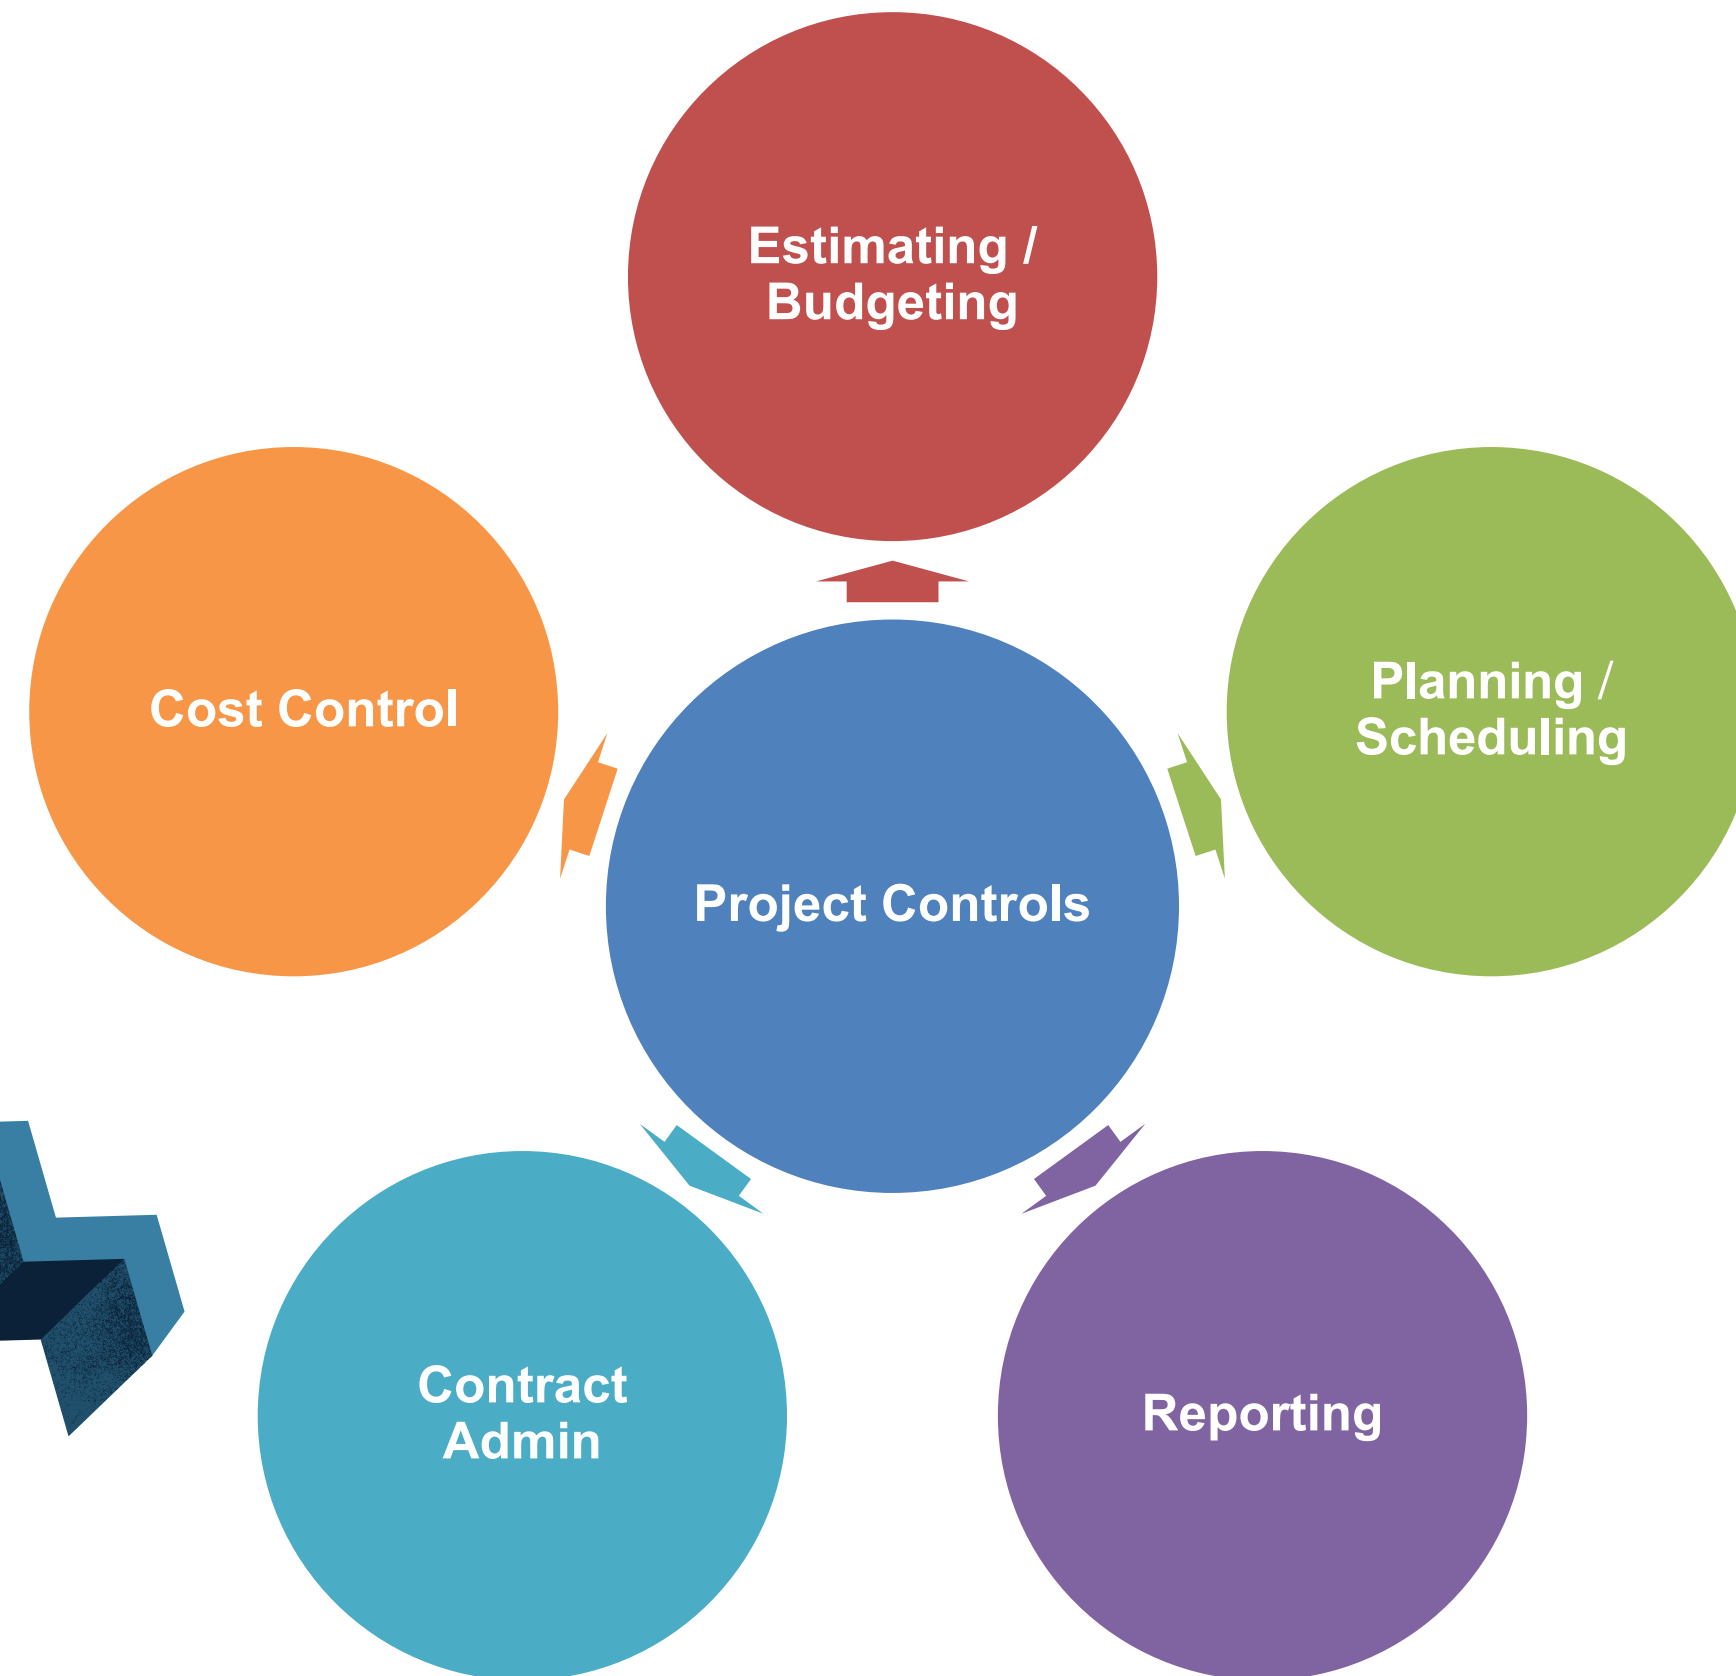 Estimating /
Budgeting
Cost Control
Planning /
Scheduling
Project Controls
Contract
Admin
Reporting